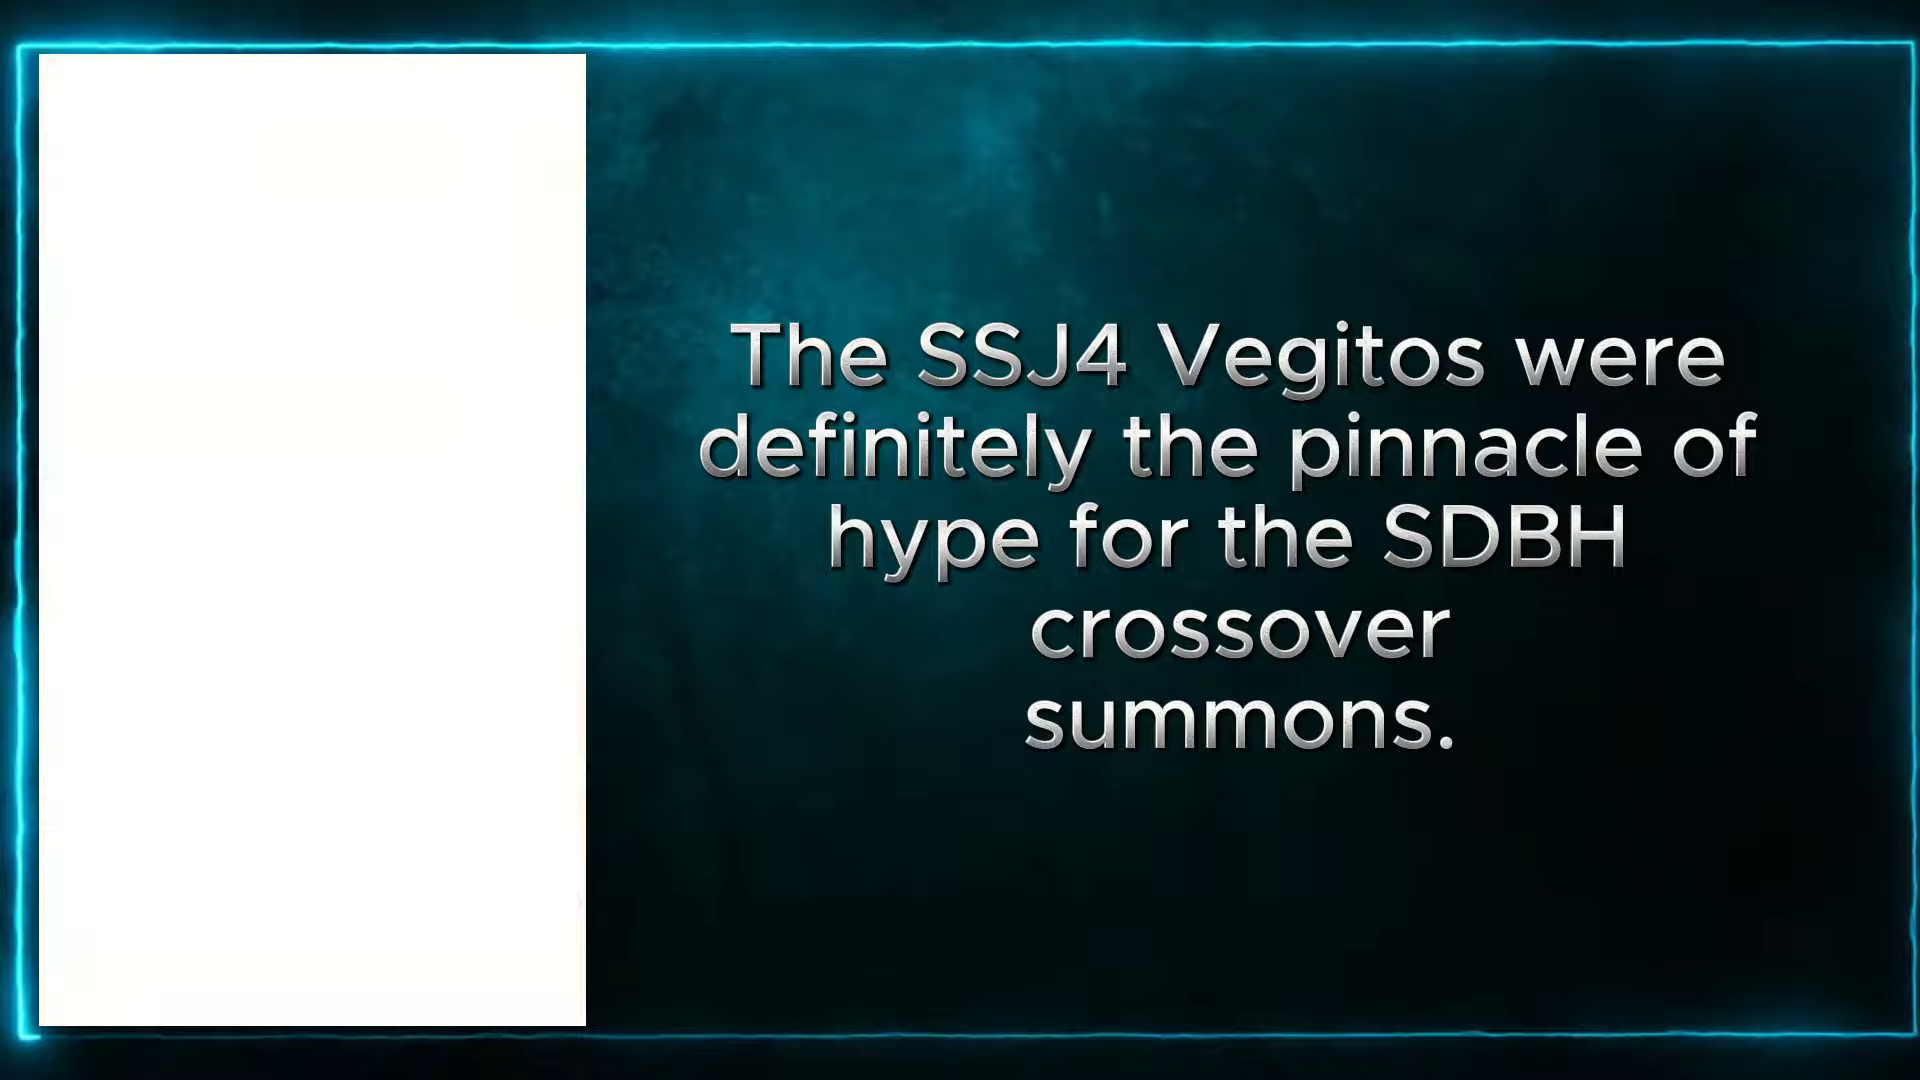 The SSJ4 Vegitos were
definitely the pinnacle of
hype for the SDBH
crossover
summons.